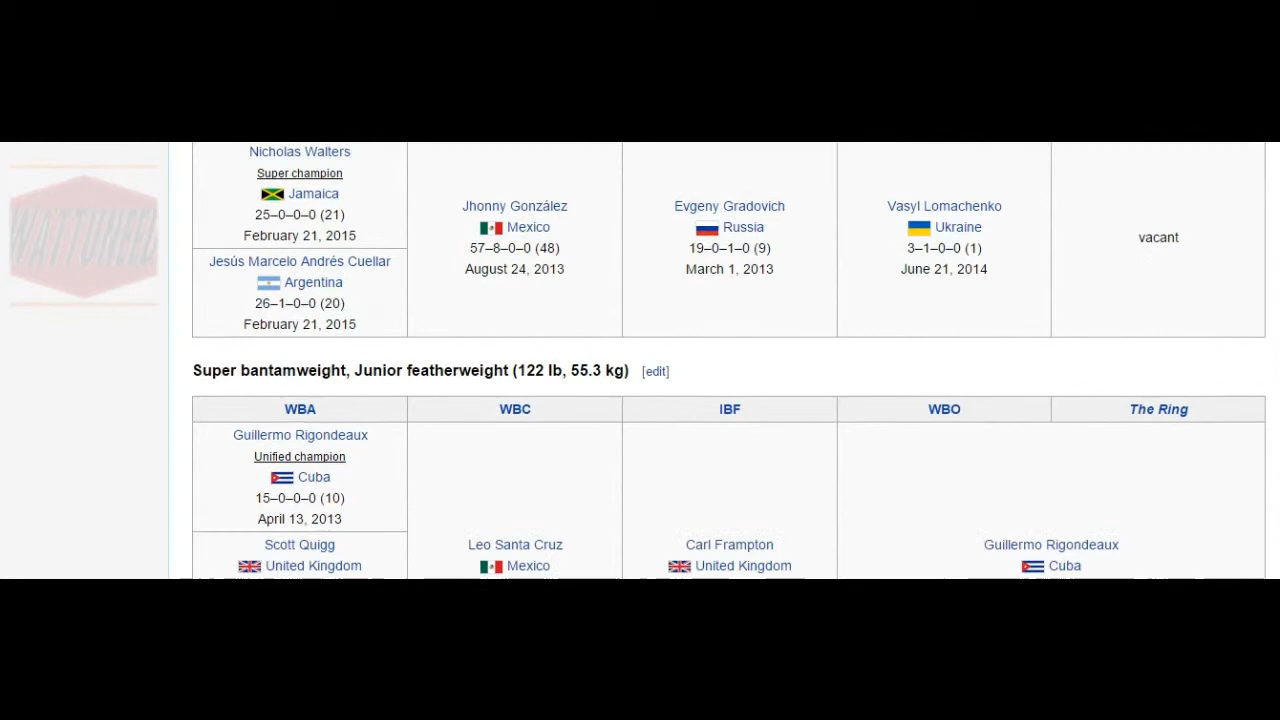 Nicholas Walters
Super champion
Jamaica
25–0–0–0 (21)
February 21, 2015
Jesús Marcelo Andrés Cuellar
Argentina
26–1–0–0 (20)
February 21, 2015
Jhonny González
Mexico
57–8–0–0 (48)
August 24, 2013
Evgeny Gradovich
Russia
19–0–1–0 (9)
March 1, 2013
Vasyl Lomachenko
Ukraine
3–1–0–0 (1)
June 21, 2014
vacant
Super bantamweight, Junior featherweight (122 lb, 55.3 kg) [edit]
WBA WBC IBF WBO The Ring
Guillermo Rigondeaux
Unified champion
Cuba
15–0–0–0 (10)
April 13, 2013
Scott Quigg
United Kingdom
Leo Santa Cruz
Mexico
Carl Frampton
United Kingdom
Guillermo Rigondeaux
Cuba